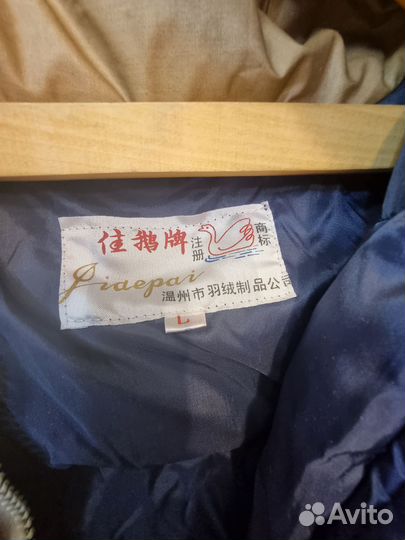 佳鹅牌 注册 商标
Jiaepai
温州市羽绒制品公司
L
Avito